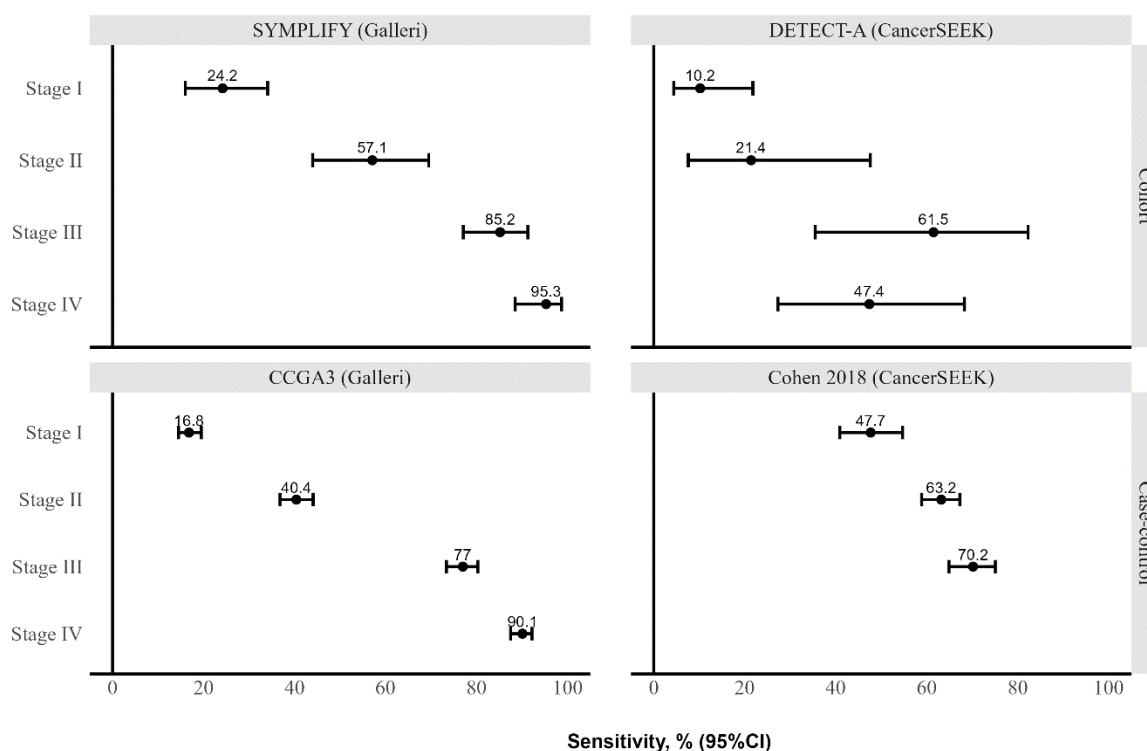 SYMPLIFY (Galleri)
DETECT-A (CancerSEEK)
Cohort
Stage I
24.2
10.2
Stage II
57.1
21.4
Stage III
85.2
61.5
Stage IV
95.3
47.4
CCGA3 (Galleri)
Cohen 2018 (CancerSEEK)
Case-control
Stage I
16.8
47.7
Stage II
40.4
63.2
Stage III
77
70.2
Stage IV
90.1
0 20 40 60 80 100
0 20 40 60 80 100
Sensitivity, % (95%CI)